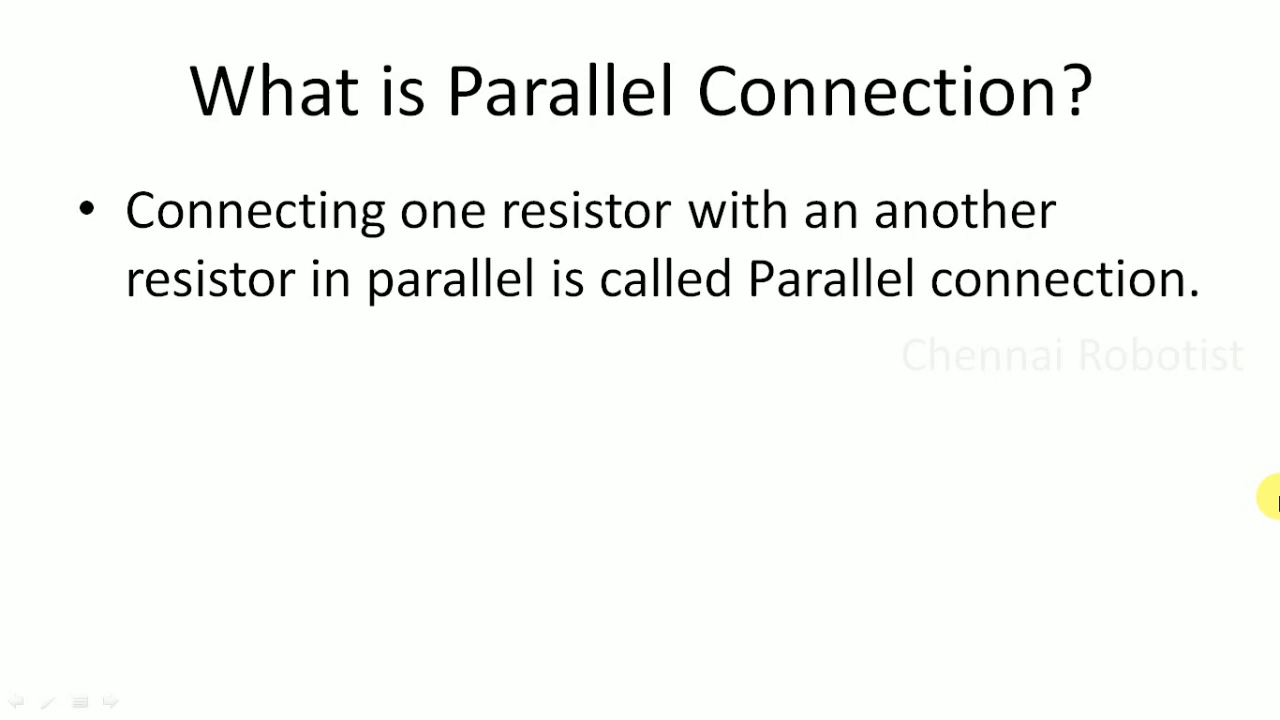 What is Parallel Connection?
• Connecting one resistor with an another
resistor in parallel is called Parallel connection.
Chennai Robotist